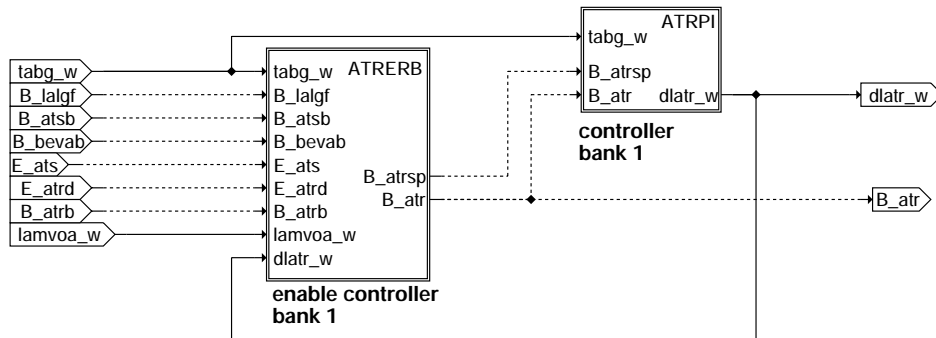 ATRPI
tabg_w
tabg_w
tabg_w
ATRERB
B_atrsp
B_lalgf
B_lalgf
B_atr
dlatr_w
dlatr_w
B_atsb
B_atsb
controller
bank 1
B_bevab
B_bevab
E_ats
E_ats
B_atrsp
E_atrd
E_atrd
B_atr
B_atr
B_atrb
B_atrb
lamvoa_w
lamvoa_w
dlatr_w
enable controller
bank 1